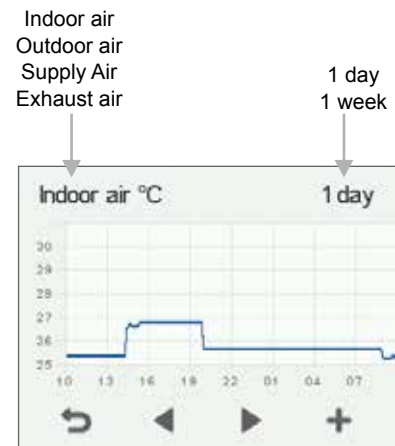 Indoor air
Outdoor air
Supply Air
Exhaust air
1 day
1 week
Indoor air °C
1 day
30
29
28
27
26
25
10 13 16 19 22 01 04 07